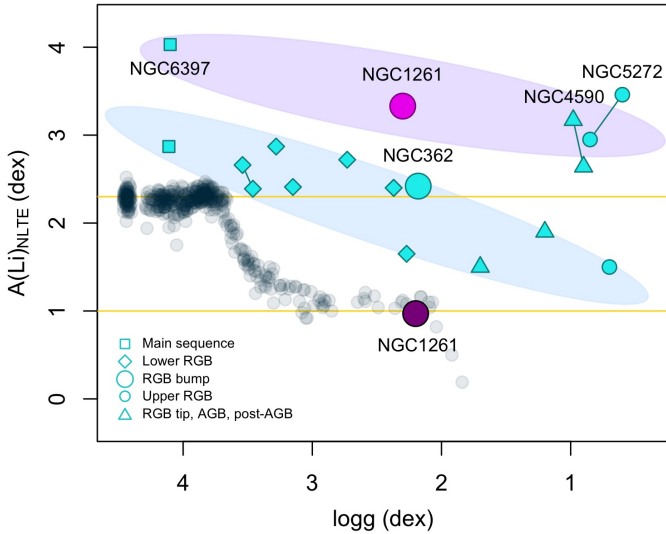 NGC6397
NGC1261
NGC5272
NGC4590
NGC362
NGC1261
A(Li)NLTE (dex)
4
3
2
1
0
Main sequence
Lower RGB
RGB bump
Upper RGB
RGB tip, AGB, post-AGB
4
3
2
1
logg (dex)